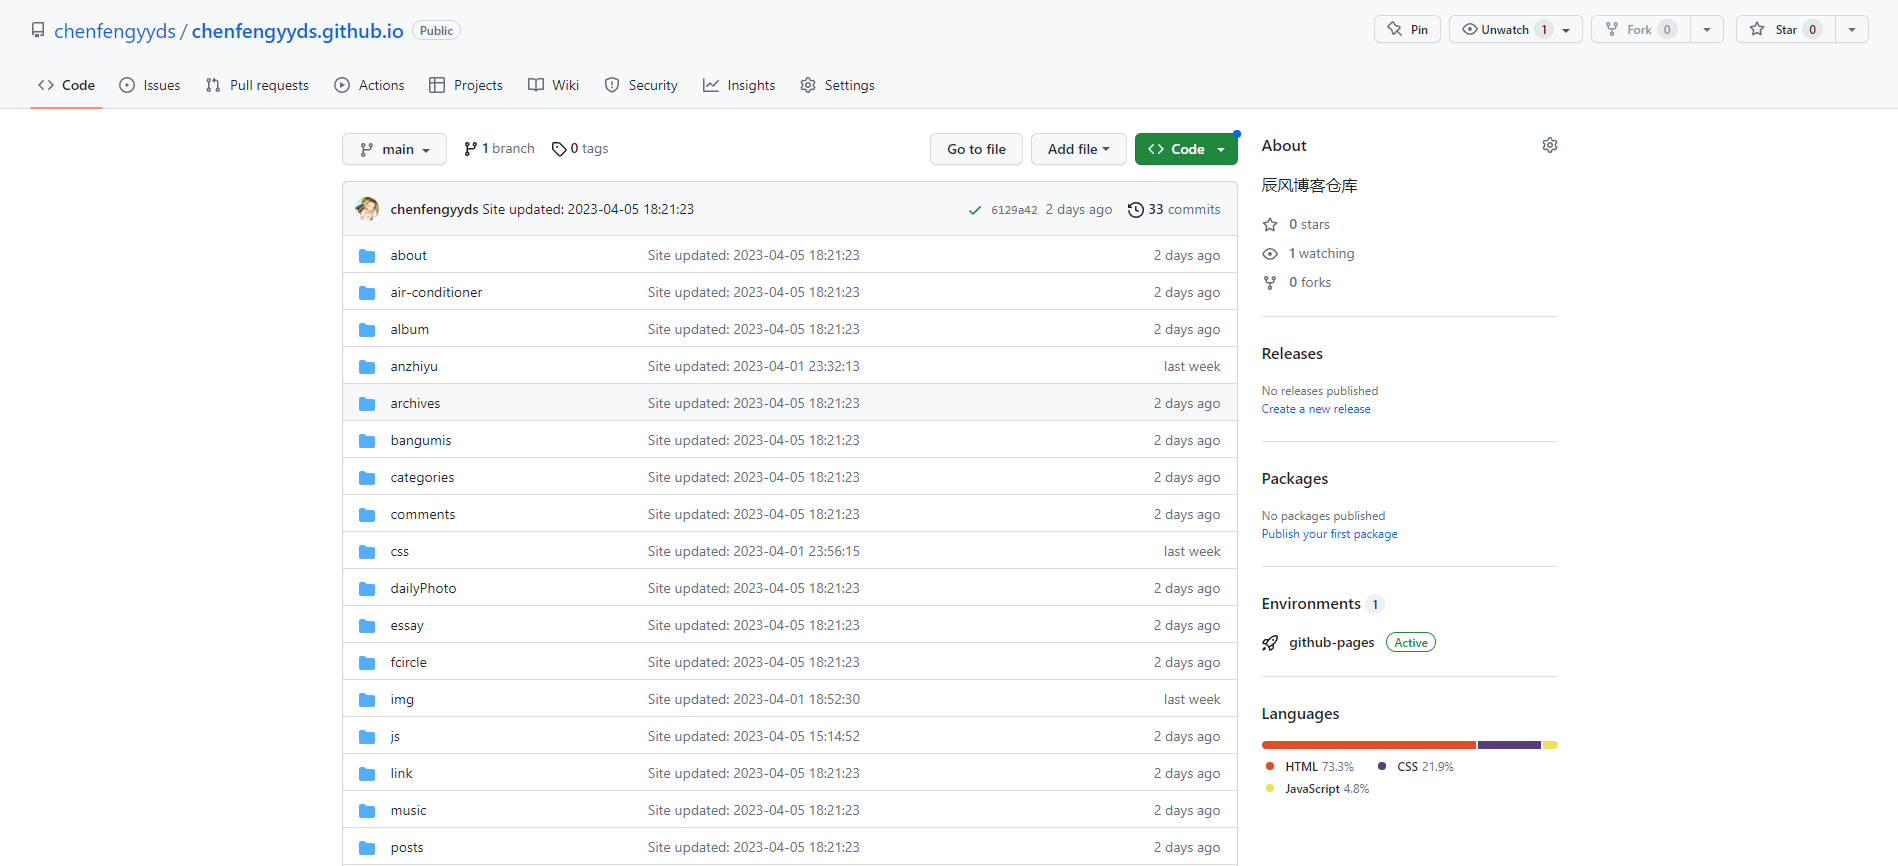 chenfengyyds / chenfengyyds.github.io Public
Pin Unwatch 1 Fork 0 Star 0
Code Issues Pull requests Actions Projects Wiki Security Insights Settings
main 1 branch 0 tags Go to file Add file Code
chenfengyyds Site updated: 2023-04-05 18:21:23 6129a42 2 days ago 33 commits
about Site updated: 2023-04-05 18:21:23 2 days ago
air-conditioner Site updated: 2023-04-05 18:21:23 2 days ago
album Site updated: 2023-04-05 18:21:23 2 days ago
anzhiyu Site updated: 2023-04-01 23:32:13 last week
archives Site updated: 2023-04-05 18:21:23 2 days ago
bangumis Site updated: 2023-04-05 18:21:23 2 days ago
categories Site updated: 2023-04-05 18:21:23 2 days ago
comments Site updated: 2023-04-05 18:21:23 2 days ago
css Site updated: 2023-04-01 23:56:15 last week
dailyPhoto Site updated: 2023-04-05 18:21:23 2 days ago
essay Site updated: 2023-04-05 18:21:23 2 days ago
fcircle Site updated: 2023-04-05 18:21:23 2 days ago
img Site updated: 2023-04-01 18:52:30 last week
js Site updated: 2023-04-05 15:14:52 2 days ago
link Site updated: 2023-04-05 18:21:23 2 days ago
music Site updated: 2023-04-05 18:21:23 2 days ago
posts Site updated: 2023-04-05 18:21:23 2 days ago
About
辰风博客仓库
0 stars
1 watching
0 forks
Releases
No releases published
Create a new release
Packages
No packages published
Publish your first package
Environments 1
github-pages Active
Languages
HTML 73.3% CSS 21.9%
JavaScript 4.8%